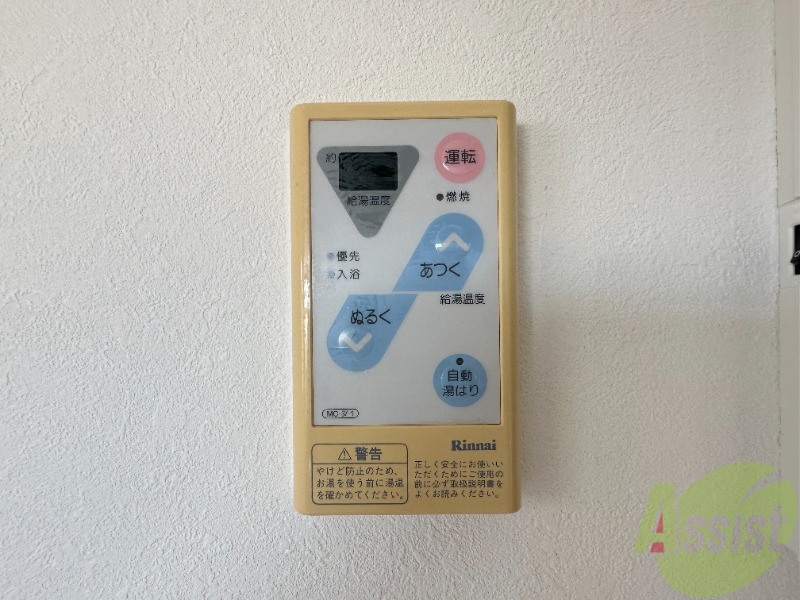 約
給湯温度
運転
燃焼
優先
入浴
あつく
給湯温度
ぬるく
自動
湯はり
Rinnai
警告
やけど防止のため、
お湯を使う前に湯温
を確かめてください。
正しく安全にお使いい
ただくためにご使用の
前に必ず取扱説明書を
よくお読みください。
Assist